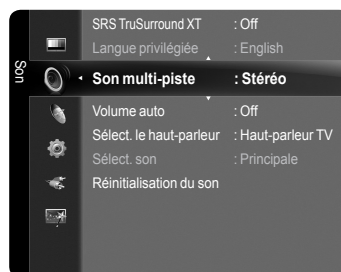 Son
SRS TruSurround XT : Off
Langue privilégiée : English
Son multi-piste : Stéréo
Volume auto : Off
Sélect. le haut-parleur : Haut-parleur TV
Sélect. son : Principale
Réinitialisation du son